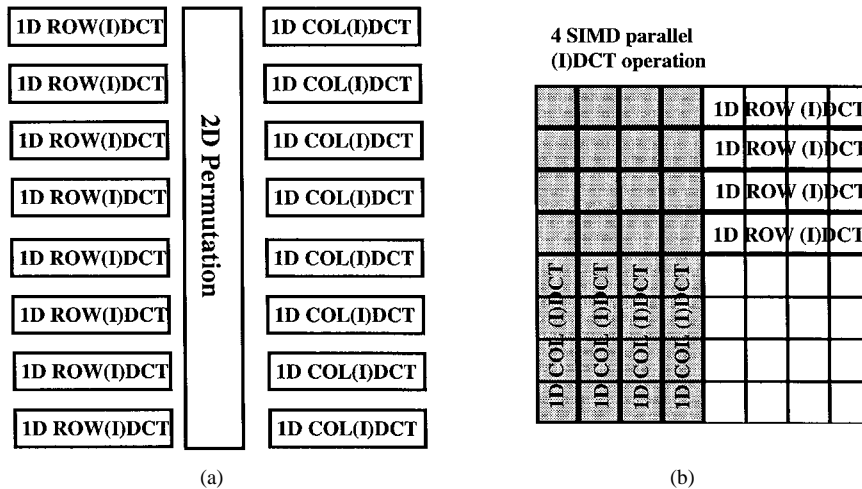 1D ROW(I)DCT
1D ROW(I)DCT
1D ROW(I)DCT
1D ROW(I)DCT
1D ROW(I)DCT
1D ROW(I)DCT
1D ROW(I)DCT
1D ROW(I)DCT
2D Permutation
1D COL(I)DCT
1D COL(I)DCT
1D COL(I)DCT
1D COL(I)DCT
1D COL(I)DCT
1D COL(I)DCT
1D COL(I)DCT
1D COL(I)DCT
(a)
4 SIMD parallel
(I)DCT operation
1D ROW (I)DCT
1D ROW (I)DCT
1D ROW (I)DCT
1D ROW (I)DCT
1D COL (I)DCT
1D COL (I)DCT
1D COL (I)DCT
1D COL (I)DCT
(b)